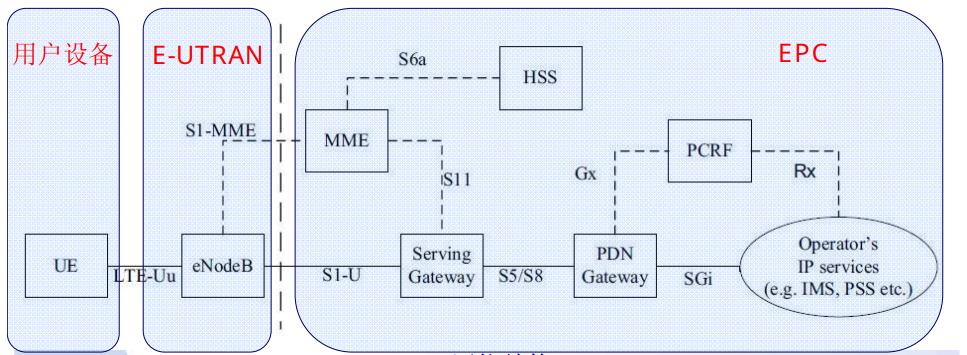 用户设备
E-UTRAN
EPC
S6a
HSS
S1-MME
MME
PCRF
S11
Gx
Rx
UE
LTE-Uu
eNodeB
S1-U
Serving
Gateway
S5/S8
PDN
Gateway
SGi
Operator's
IP services
(e.g. IMS, PSS etc.)